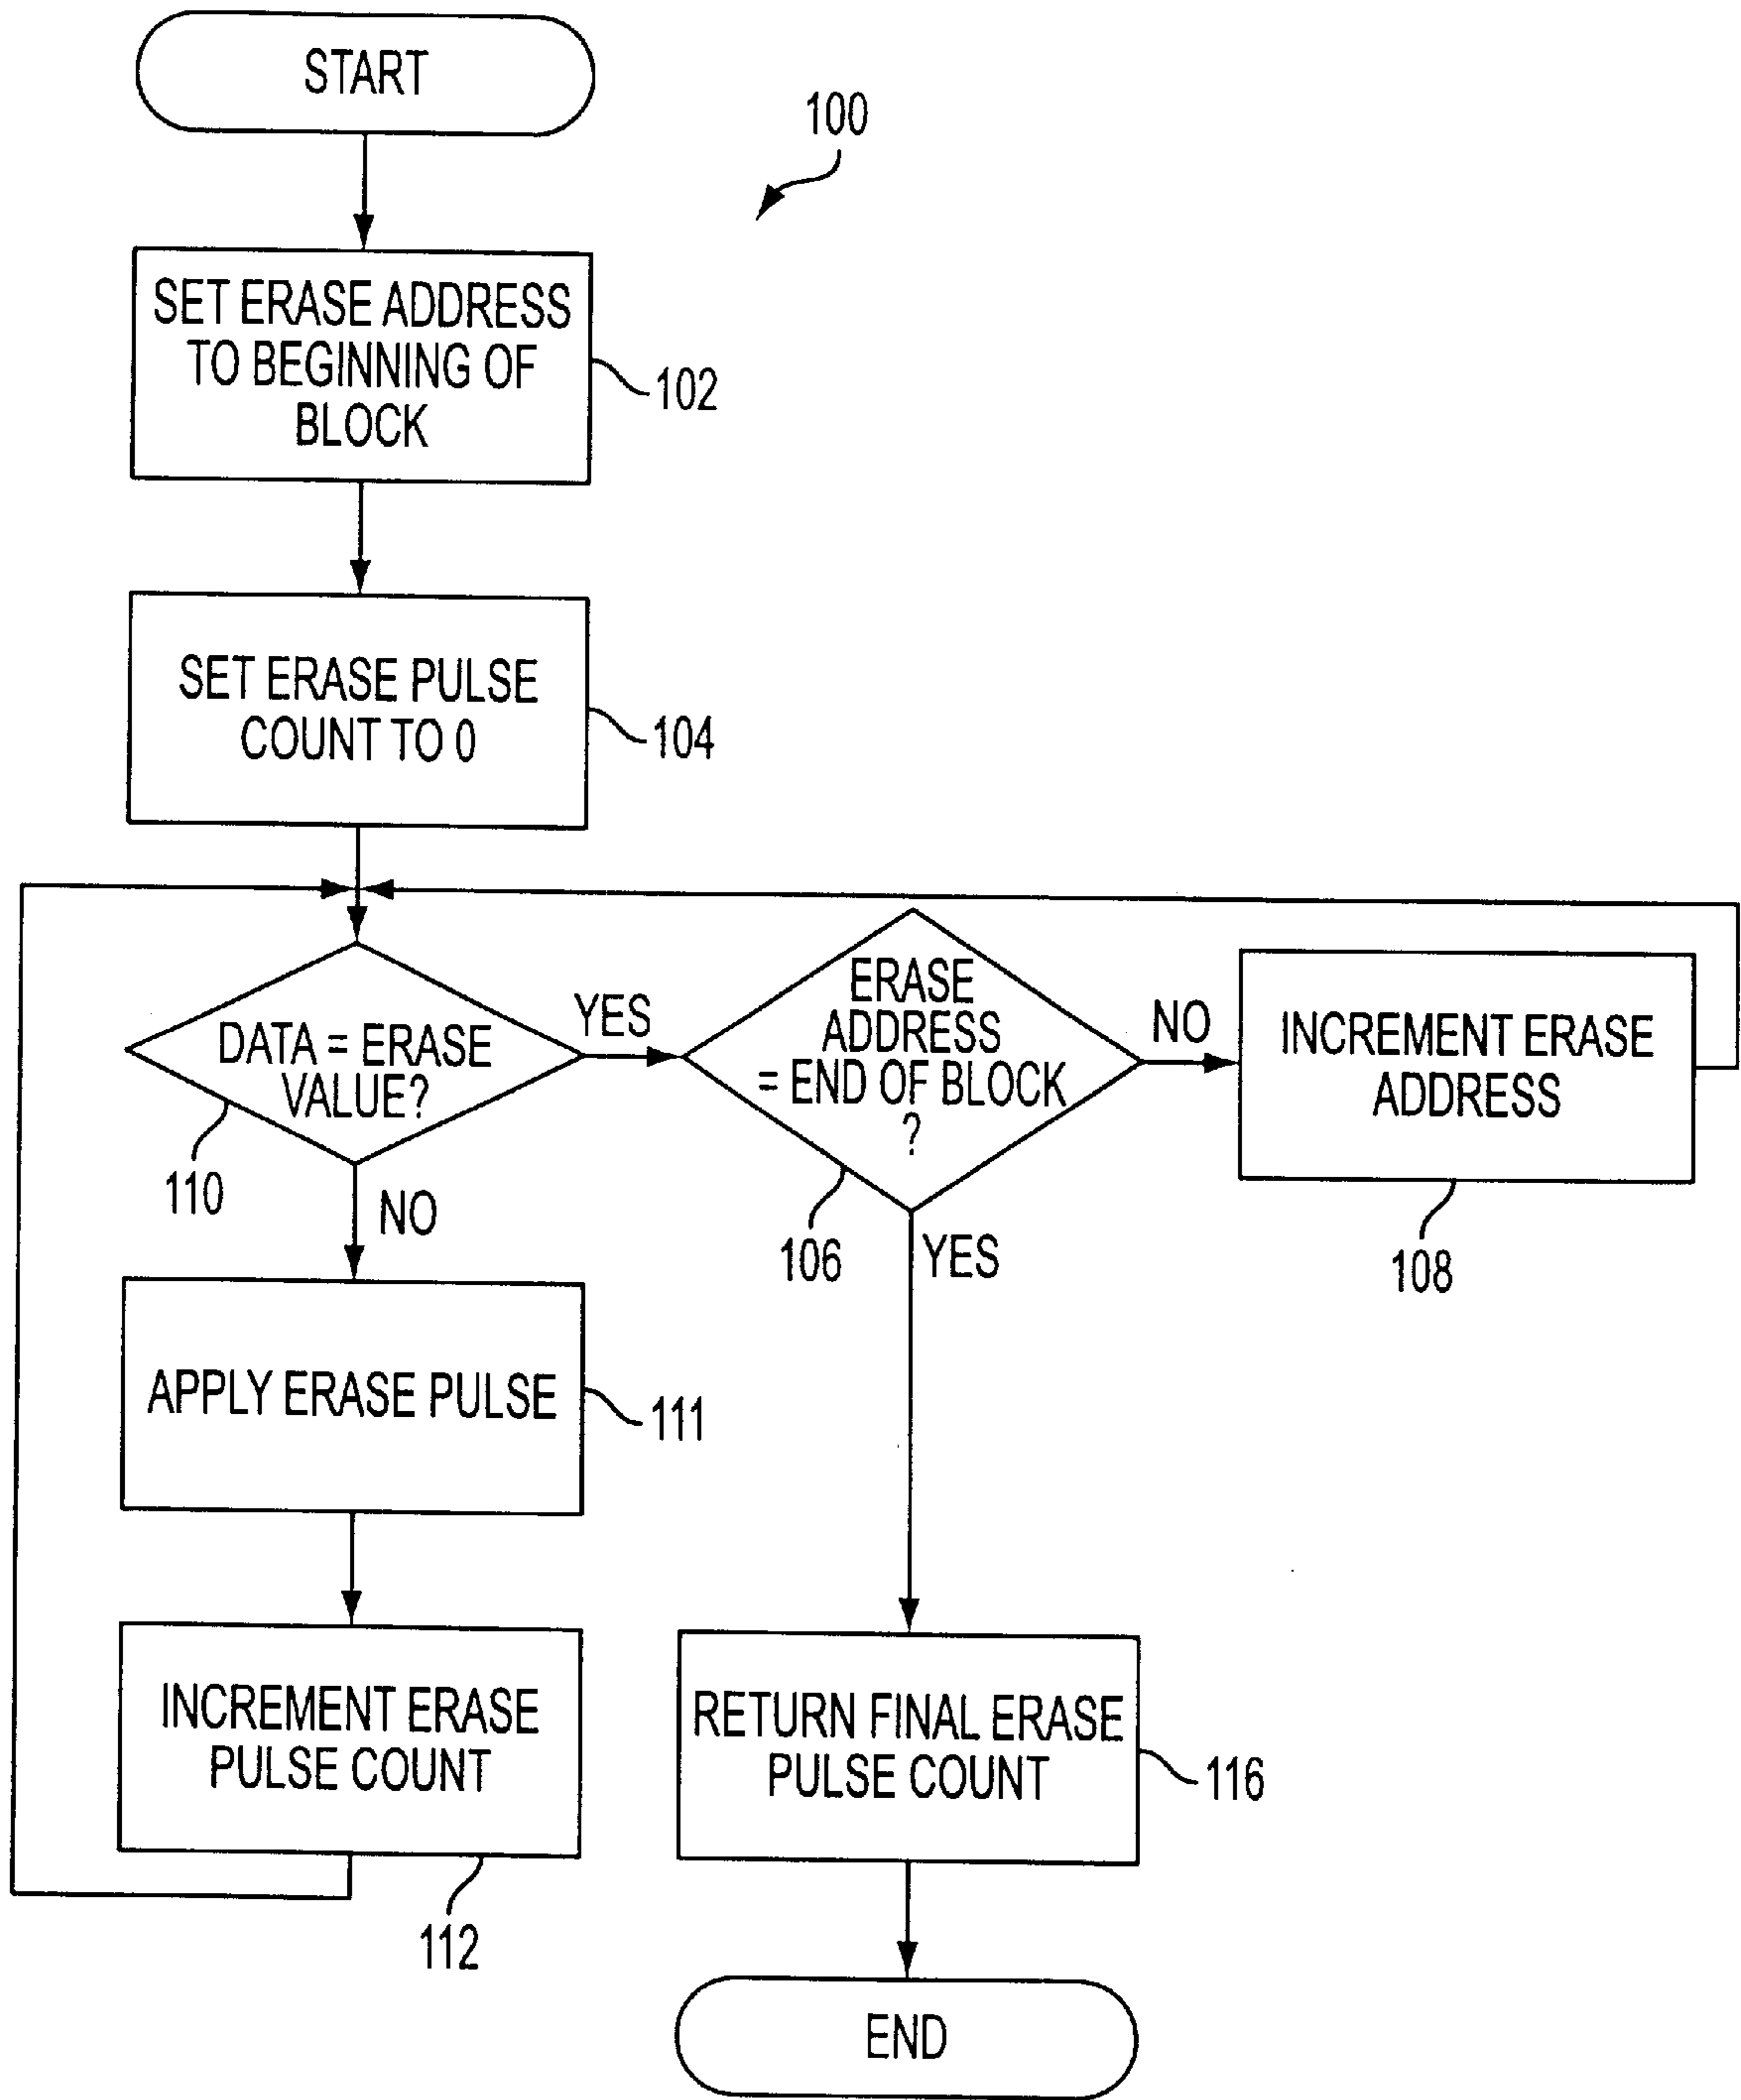 START
100
SET ERASE ADDRESS
TO BEGINNING OF
BLOCK
102
SET ERASE PULSE
COUNT TO 0
104
DATA = ERASE
VALUE?
110
YES
ERASE
ADDRESS
= END OF BLOCK
?
106
NO
INCREMENT ERASE
ADDRESS
108
NO
YES
APPLY ERASE PULSE
111
INCREMENT ERASE
PULSE COUNT
112
RETURN FINAL ERASE
PULSE COUNT
116
END